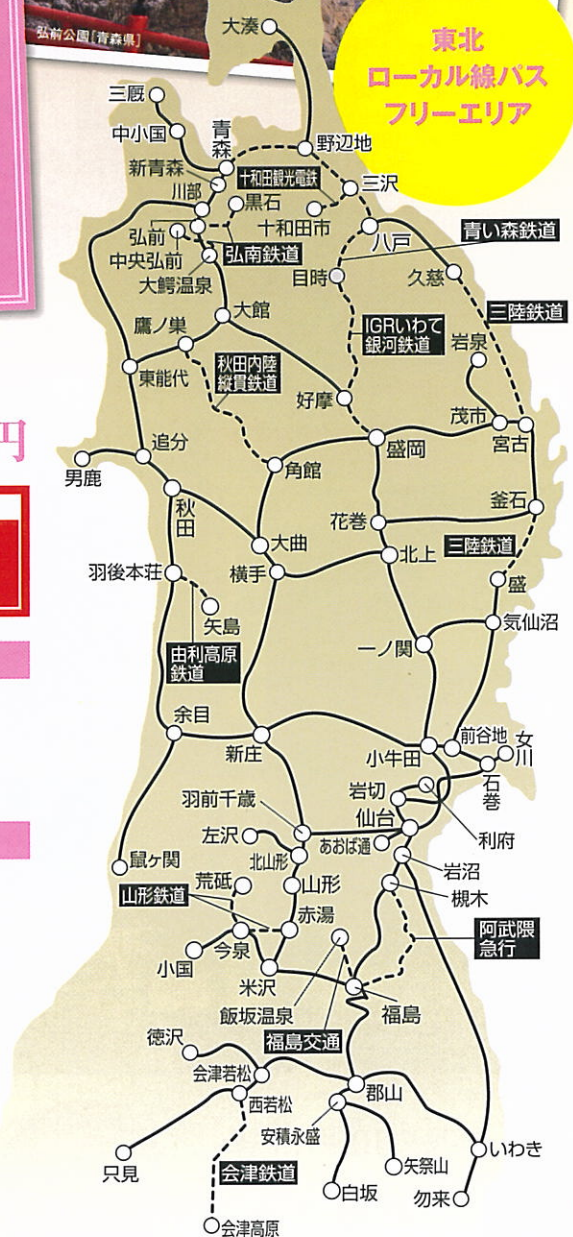 弘前公園[青森県]
東北
ローカル線パス
フリーエリア
円
大湊
三厩
中小国
青森
野辺地
新青森
十和田観光電鉄
三沢
川部
黒石
十和田市
八戸
青い森鉄道
弘前
中央弘前
弘南鉄道
大鰐温泉
目時
久慈
三陸鉄道
大館
IGRいわて
銀河鉄道
岩泉
鷹ノ巣
秋田内陸
縦貫鉄道
東能代
好摩
茂市
宮古
追分
盛岡
男鹿
角館
秋田
釜石
花巻
大曲
三陸鉄道
北上
羽後本荘
横手
盛
矢島
気仙沼
由利高原
鉄道
一ノ関
余目
新庄
小牛田
前谷地
女川
石巻
岩切
羽前千歳
仙台
利府
左沢
あおば通
北山形
岩沼
鼠ヶ関
荒砥
山形
槻木
山形鉄道
赤湯
阿武隈
急行
小国
今泉
米沢
飯坂温泉
福島
福島交通
徳沢
会津若松
西若松
郡山
安積永盛
只見
会津鉄道
いわき
矢祭山
白坂
勿来
会津高原